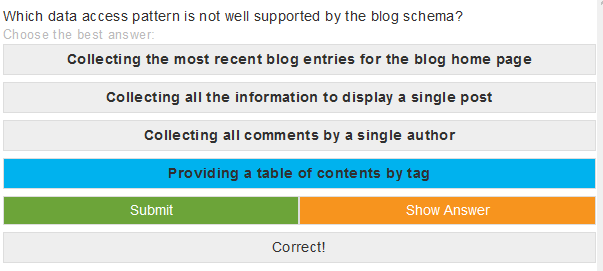 Which data access pattern is not well supported by the blog schema?
Choose the best answer:
Collecting the most recent blog entries for the blog home page
Collecting all the information to display a single post
Collecting all comments by a single author
Providing a table of contents by tag
Submit
Show Answer
Correct!